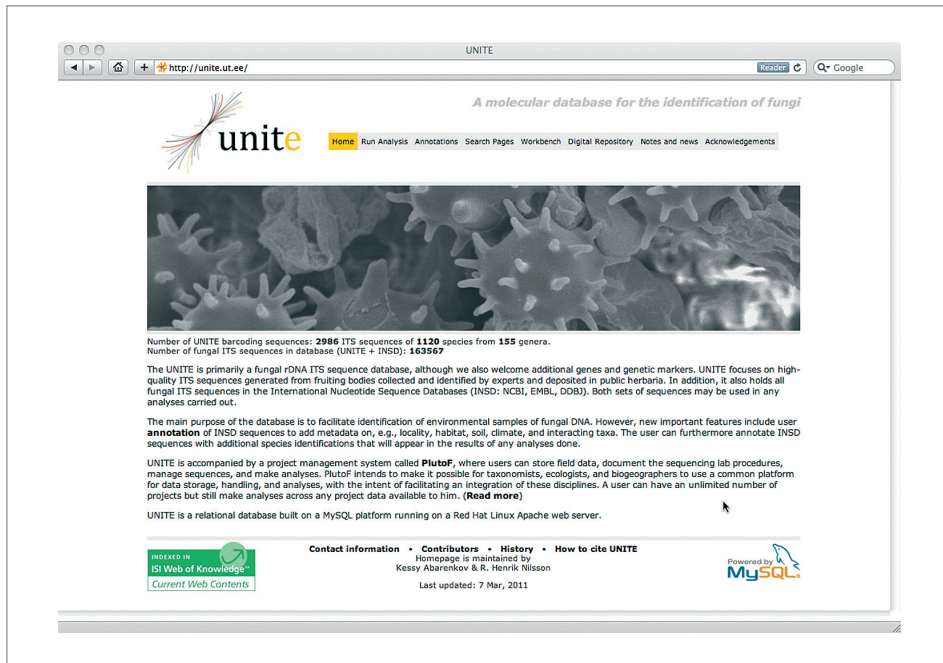 UNITE
http://unite.ut.ee/
Reader
Google
A molecular database for the identification of fungi
unite
Home Run Analysis Annotations Search Pages Workbench Digital Repository Notes and news Acknowledgements
Number of UNITE barcoding sequences: 2986 ITS sequences of 1120 species from 155 genera.
Number of fungal ITS sequences in database (UNITE + INSD): 163567
The UNITE is primarily a fungal rDNA ITS sequence database, although we also welcome additional genes and genetic markers. UNITE focuses on high-
quality ITS sequences generated from fruiting bodies collected and identified by experts and deposited in public herbaria. In addition, it also holds all
fungal ITS sequences in the International Nucleotide Sequence Databases (INSD: NCBI, EMBL, DDBJ). Both sets of sequences may be used in any
analyses carried out.
The main purpose of the database is to facilitate identification of environmental samples of fungal DNA. However, new important features include user
annotation of INSD sequences to add metadata on, e.g., locality, habitat, soil, climate, and interacting taxa. The user can furthermore annotate INSD
sequences with additional species identifications that will appear in the results of any analyses done.
UNITE is accompanied by a project management system called PlutoF, where users can store field data, document the sequencing lab procedures,
manage sequences, and make analyses. PlutoF intends to make it possible for taxonomists, ecologists, and biogeographers to use a common platform
for data storage, handling, and analyses, with the intent of facilitating an integration of these disciplines. A user can have an unlimited number of
projects but still make analyses across any project data available to him. (Read more)
UNITE is a relational database built on a MySQL platform running on a Red Hat Linux Apache web server.
INDEXED IN
ISI Web of Knowledge℠
Current Web Contents
Contact information • Contributors • History • How to cite UNITE
Homepage is maintained by
Kessy Abarenkov & R. Henrik Nilsson
Last updated: 7 Mar, 2011
Powered by
MySQL®